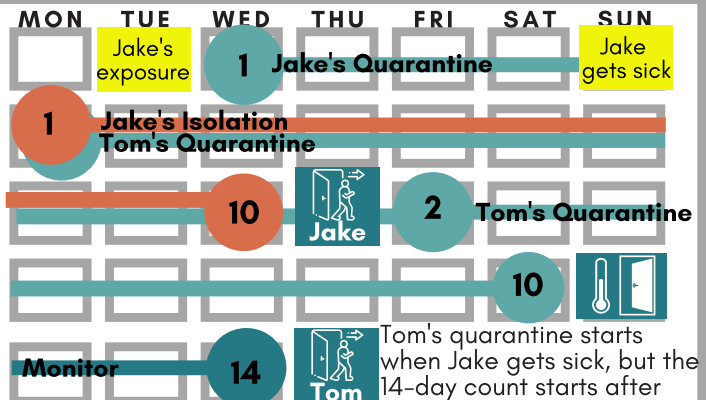 MON TUE WED THU FRI SAT SUN
Jake's
exposure
1 Jake's Quarantine
Jake
gets sick
1 Jake's Isolation
Tom's Quarantine
10
Jake
2 Tom's Quarantine
10
Monitor
14
Tom
Tom's quarantine starts
when Jake gets sick, but the
14-day count starts after